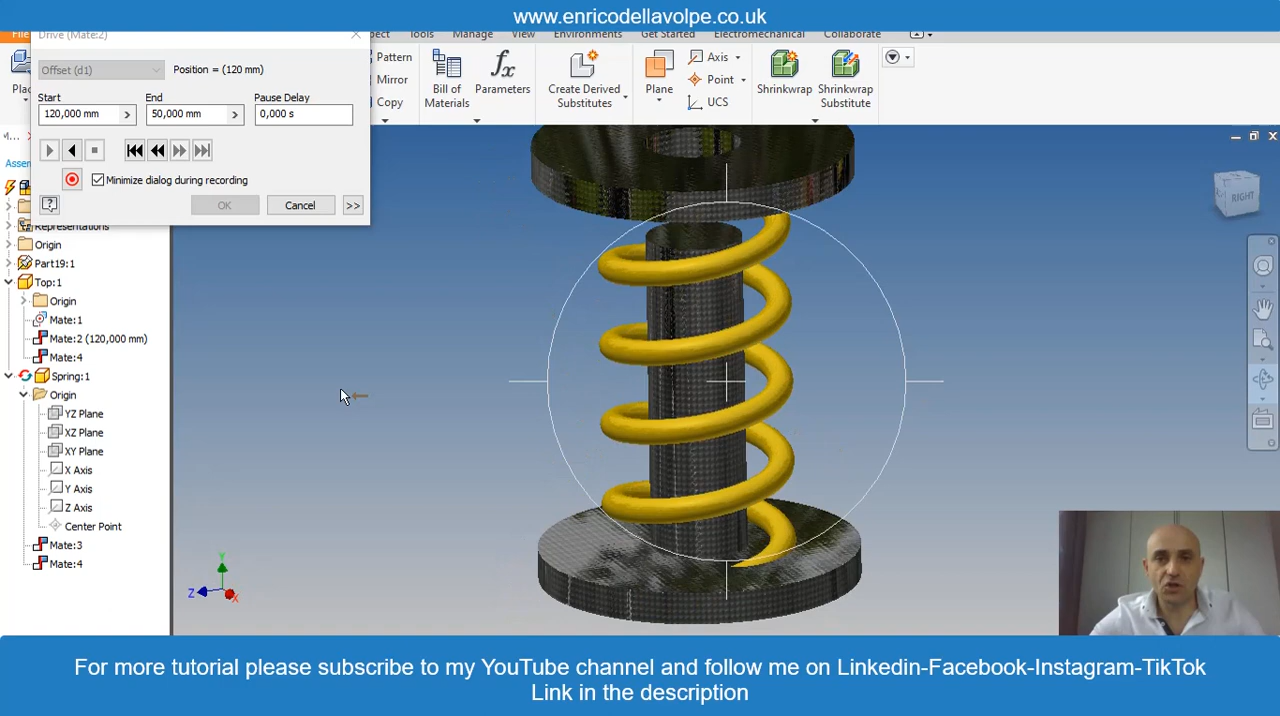 www.enricodellavolpe.co.uk
Manage
View
Environments
Get Started
Electromechanical
Collaborate
Drive (Mate:2)
Offset (d1)
Position = (120 mm)
Start
End
Pause Delay
120,000 mm
50,000 mm
0,000 s
Minimize dialog during recording
OK
Cancel
>>
Pattern
Mirror
Copy
Bill of
Materials
Parameters
Create Derived
Substitutes
Plane
Axis
Point
UCS
Shrinkwrap
Shrinkwrap
Substitute
RIGHT
M...
Representations
Origin
Part19:1
Top:1
Origin
Mate:1
Mate:2 (120,000 mm)
Mate:4
Spring:1
Origin
YZ Plane
XZ Plane
XY Plane
X Axis
Y Axis
Z Axis
Center Point
Mate:3
Mate:4
Y
Z
X
For more tutorial please subscribe to my YouTube channel and follow me on Linkedin-Facebook-Instagram-TikTok
Link in the description